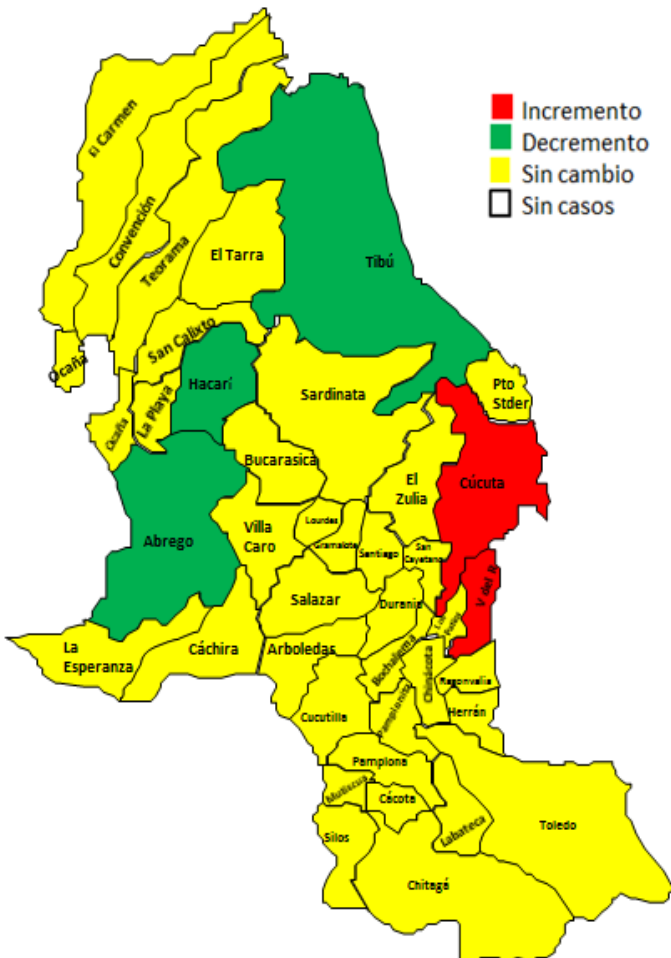 Incremento
Decremento
Sin cambio
Sin casos
El Carmen
Convención
Teorama
El Tarra
Tibú
San Calixto
Ocaña
Hacarí
La Playa
Ocaña
Sardinata
Pto
Stder
Bucarasica
El
Zulia
Cúcuta
Abrego
Villa
Caro
Lourdes
Gramalote
Santiago
San
Cayetano
V del R
Salazar
Durania
Los
Patios
La
Esperanza
Cáchira
Arboledas
Bochalema
Chinácota
Ragonvalia
Herrán
Cucutilla
Pamplonita
Pamplona
Mutiscua
Cácota
Labateca
Toledo
Silos
Chitagá